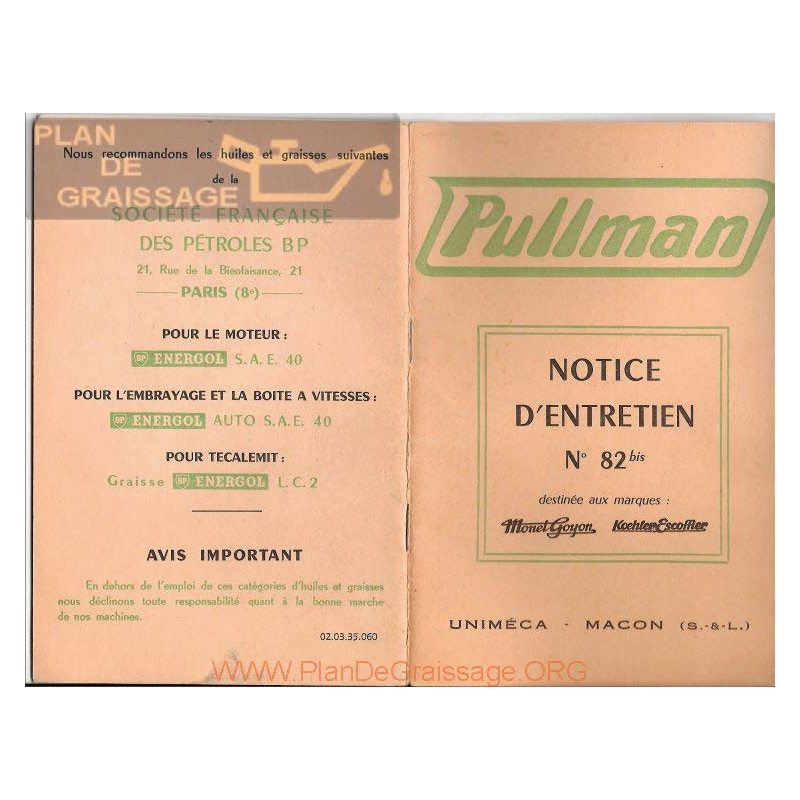 PLAN
DE
GRAISSAGE
Nous recommandons les huiles et graisses suivantes
de la
SOCIÉTÉ FRANÇAISE
DES PÉTROLES BP
21, Rue de la Bienfaisance, 21
PARIS (8e)
POUR LE MOTEUR :
BP ENERGOL S.A.E. 40
POUR L'EMBRAYAGE ET LA BOITE A VITESSES :
BP ENERGOL AUTO S.A.E. 40
POUR TECALEMIT :
Graisse BP ENERGOL L.C.2
AVIS IMPORTANT
En dehors de l'emploi de ces catégories d'huiles et graisses
nous déclinons toute responsabilité quant à la bonne marche
de nos machines.
02.03.35.060
Pullman
NOTICE
D'ENTRETIEN
N° 82 bis
destinée aux marques :
Monet Goyon Koehler-Escoffier
UNIMÉCA - MACON (S.-&-L.)
WWW.PlanDeGraissage.ORG